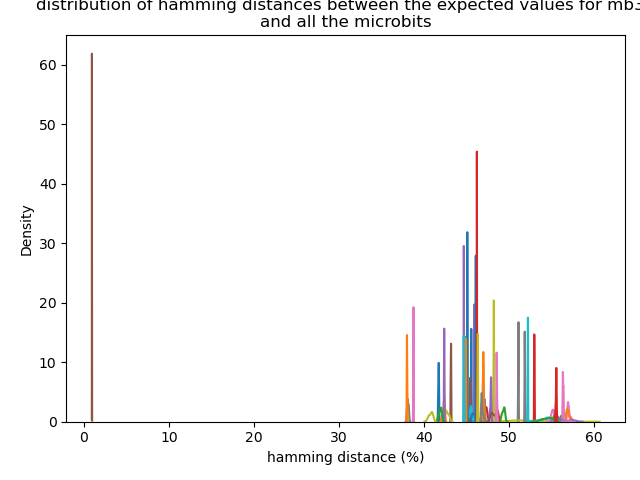 distribution of hamming distances between the expected values for
and all the microbits
60
50
40
30
20
10
0
Density
0 10 20 30 40 50 60
hamming distance (%)